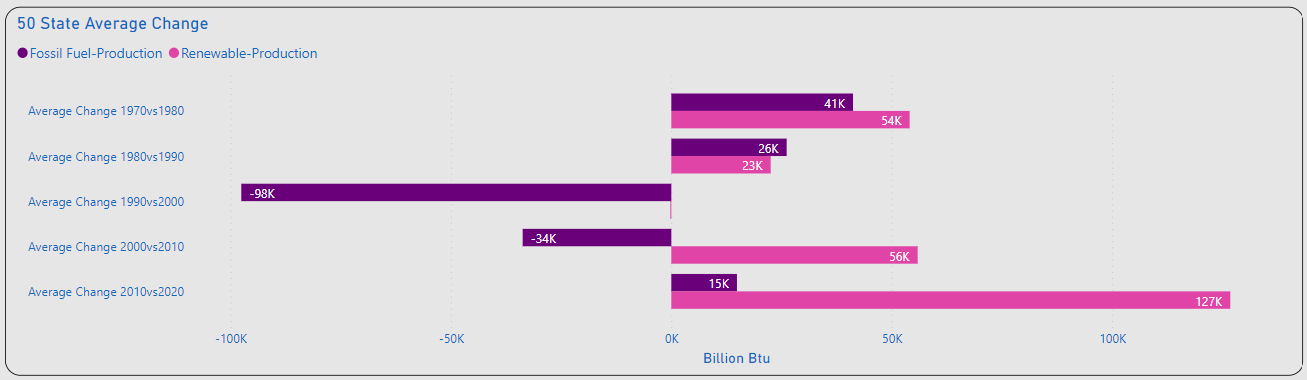 50 State Average Change
Fossil Fuel-Production Renewable-Production
Average Change 1970vs1980
41K
54K
Average Change 1980vs1990
26K
23K
Average Change 1990vs2000
-98K
Average Change 2000vs2010
-34K
56K
Average Change 2010vs2020
15K
127K
-100K -50K 0K 50K 100K
Billion Btu